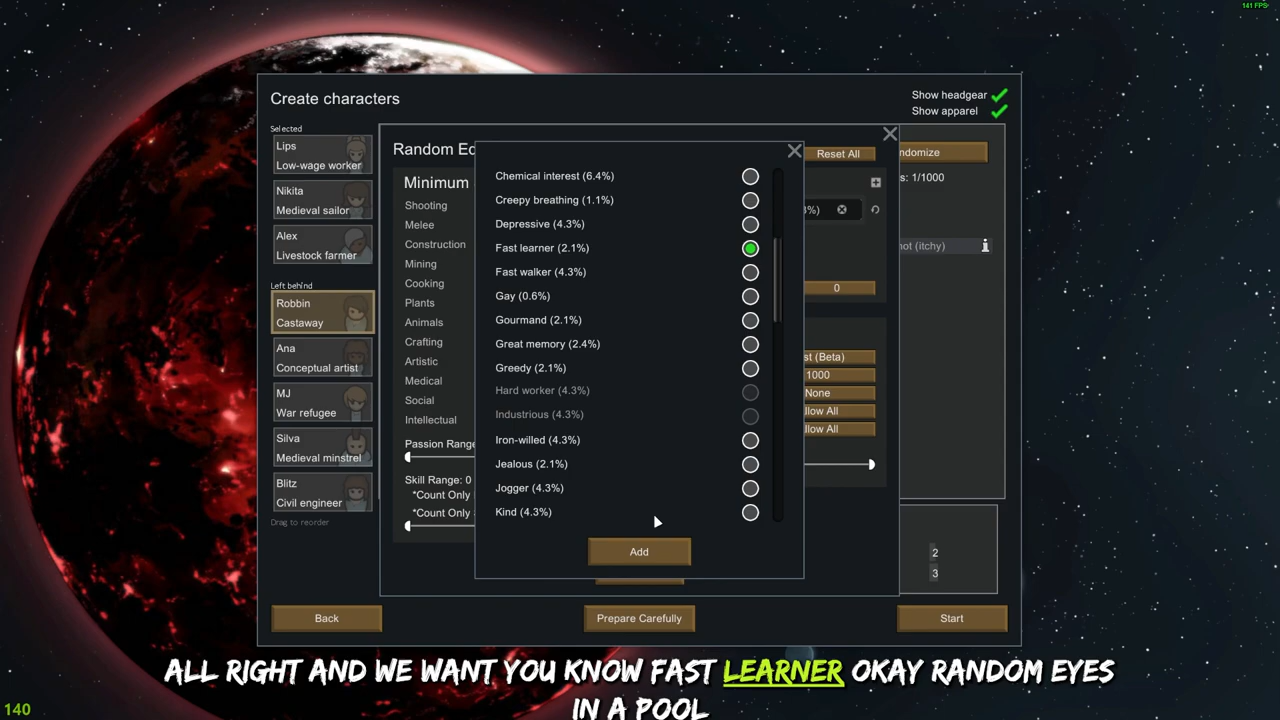 141 FPS
Create characters
Show headgear
Show apparel
Selected
Lips
Low-wage worker
Nikita
Medieval sailor
Alex
Livestock farmer
Left behind
Robbin
Castaway
Ana
Conceptual artist
MJ
War refugee
Silva
Medieval minstrel
Blitz
Civil engineer
Drag to reorder
Random Ed
Minimum
Shooting
Melee
Construction
Mining
Cooking
Plants
Animals
Crafting
Artistic
Medical
Social
Intellectual
Passion Range
Skill Range: 0
*Count Only
*Count Only
Chemical interest (6.4%)
Creepy breathing (1.1%)
Depressive (4.3%)
Fast learner (2.1%)
Fast walker (4.3%)
Gay (0.6%)
Gourmand (2.1%)
Great memory (2.4%)
Greedy (2.1%)
Hard worker (4.3%)
Industrious (4.3%)
Iron-willed (4.3%)
Jealous (2.1%)
Jogger (4.3%)
Kind (4.3%)
Add
Reset All
%)
0
st (Beta)
1000
None
llow All
llow All
ndomize
s: 1/1000
not (itchy)
2
3
Back
Prepare Carefully
Start
ALL RIGHT AND WE WANT YOU KNOW FAST LEARNER OKAY RANDOM EYES
IN A POOL
140